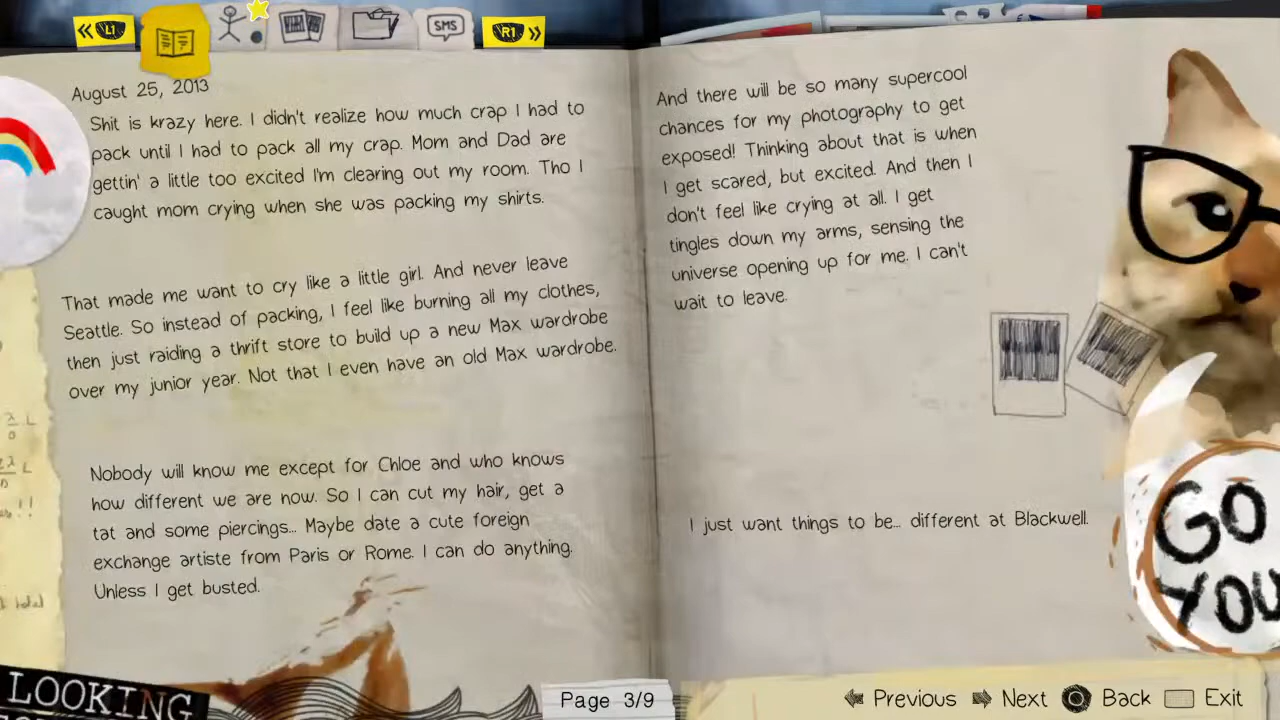 L1
SMS
R1
August 25, 2013
Shit is krazy here. I didn't realize how much crap I had to
pack until I had to pack all my crap. Mom and Dad are
gettin' a little too excited I'm clearing out my room. Tho I
caught mom crying when she was packing my shirts.
That made me want to cry like a little girl. And never leave
Seattle. So instead of packing, I feel like burning all my clothes,
then just raiding a thrift store to build up a new Max wardrobe
over my junior year. Not that I even have an old Max wardrobe.
Nobody will know me except for Chloe and who knows
how different we are now. So I can cut my hair, get a
tat and some piercings... Maybe date a cute foreign
exchange artiste from Paris or Rome. I can do anything.
Unless I get busted.
And there will be so many supercool
chances for my photography to get
exposed! Thinking about that is when
I get scared, but excited. And then I
don't feel like crying at all. I get
tingles down my arms, sensing the
universe opening up for me. I can't
wait to leave.
I just want things to be... different at Blackwell.
GO
YOU
total
LOOKING
Page 3/9
Previous Next Back Exit